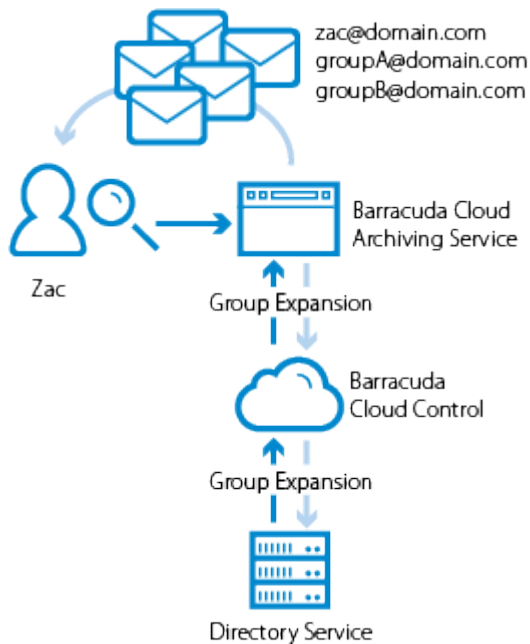 zac@domain.com
groupA@domain.com
groupB@domain.com
Barracuda Cloud
Archiving Service
Zac
Group Expansion
Barracuda
Cloud Control
Group Expansion
Directory Service